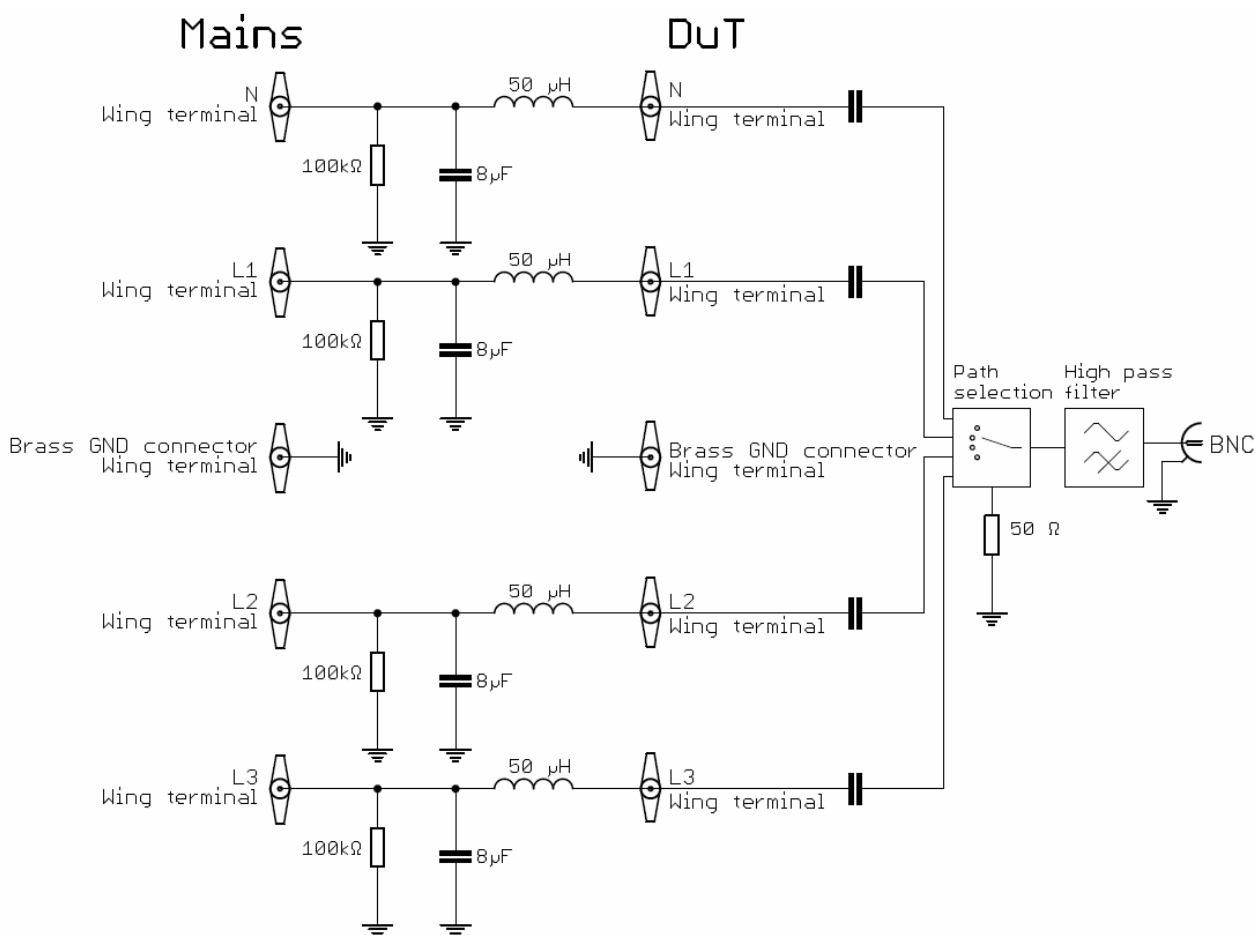 Mains
DuT
N
Wing terminal
50 µH
N
Wing terminal
100kΩ
8µF
L1
Wing terminal
50 µH
L1
Wing terminal
100kΩ
8µF
Path
selection
High pass
filter
Brass GND connector
Wing terminal
Brass GND connector
Wing terminal
BNC
50 Ω
L2
Wing terminal
50 µH
L2
Wing terminal
100kΩ
8µF
L3
Wing terminal
50 µH
L3
Wing terminal
100kΩ
8µF